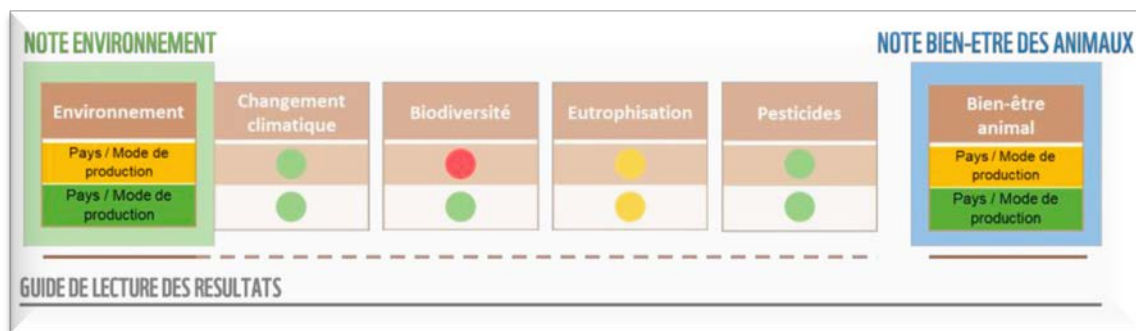 NOTE ENVIRONNEMENT
NOTE BIEN-ETRE DES ANIMAUX
Environnement
Changement
climatique
Biodiversité
Eutrophisation
Pesticides
Bien-être
animal
Pays / Mode de
production
Pays / Mode de
production
Pays / Mode de
production
Pays / Mode de
production
GUIDE DE LECTURE DES RESULTATS